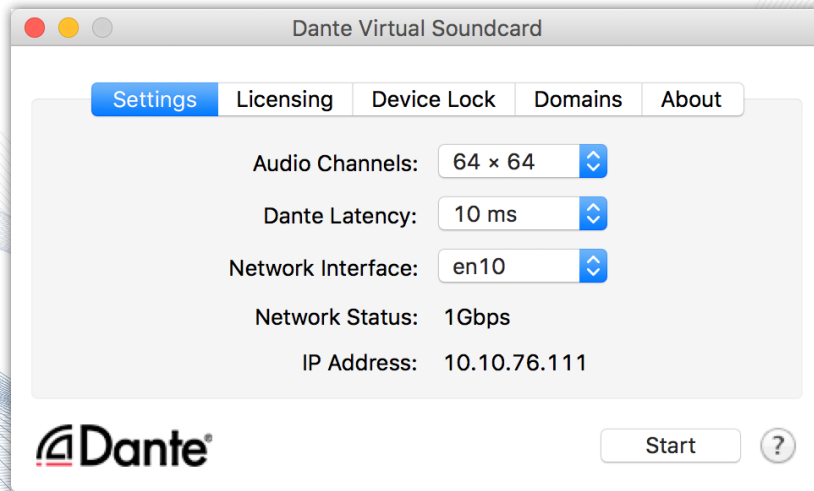 Dante Virtual Soundcard
Settings Licensing Device Lock Domains About
Audio Channels: 64 × 64
Dante Latency: 10 ms
Network Interface: en10
Network Status: 1Gbps
IP Address: 10.10.76.111
Dante® Start ?